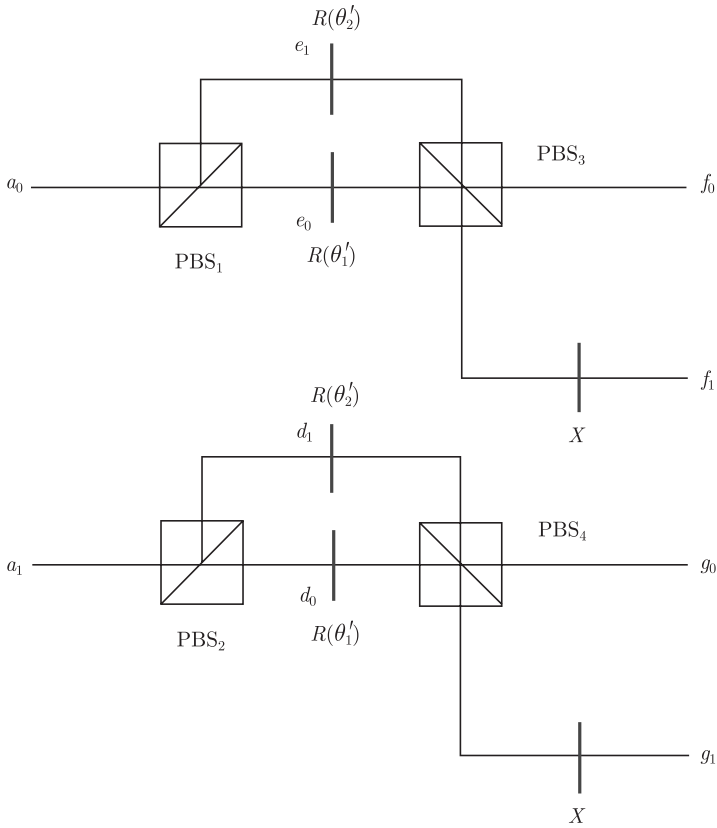 R(θ₂′)
e₁
PBS₃
a₀
f₀
e₀
R(θ₁′)
PBS₁
f₁
R(θ₂′)
X
d₁
PBS₄
a₁
g₀
d₀
R(θ₁′)
PBS₂
g₁
X